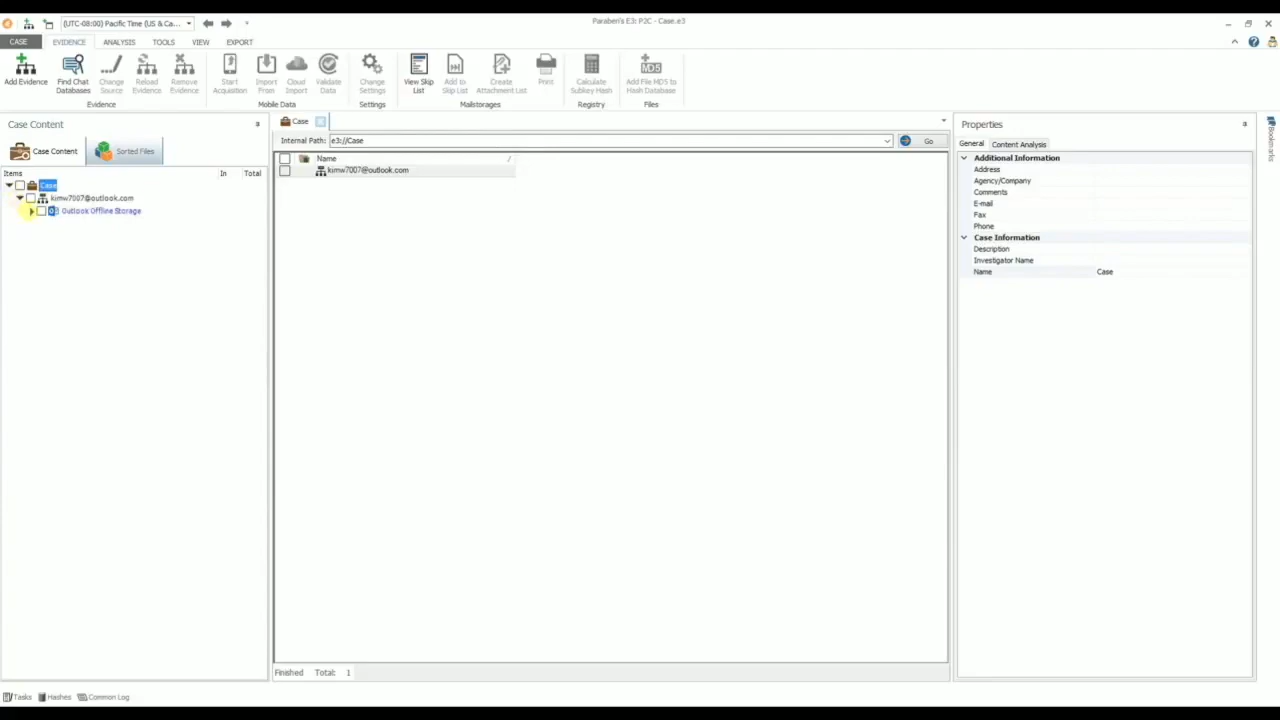 (UTC-08:00) Pacific Time (US & Ca...
Paraben's E3: P2C - Case.e3
CASE EVIDENCE ANALYSIS TOOLS VIEW EXPORT
Add Evidence
Find Chat Databases
Change Source
Reload Evidence
Remove Evidence
Start Acquisition
Import From
Cloud Import
Validate Data
Change Settings
View Skip List
Add to Skip List
Create Attachment List
Print
Calculate Subkey Hash
MD5
Add File MD5 to Hash Database
Evidence Mobile Data Settings Mailstorages Registry Files
Case Content
Case Content Sorted Files
Items In Total
Case
kimw7007@outlook.com
Outlook Offline Storage
Case
Internal Path: e3://Case Go
Name
kimw7007@outlook.com
Finished Total: 1
Properties
General Content Analysis
Additional Information
Address
Agency/Company
Comments
E-mail
Fax
Phone
Case Information
Description
Investigator Name
Name Case
Bookmarks
Tasks Hashes Common Log